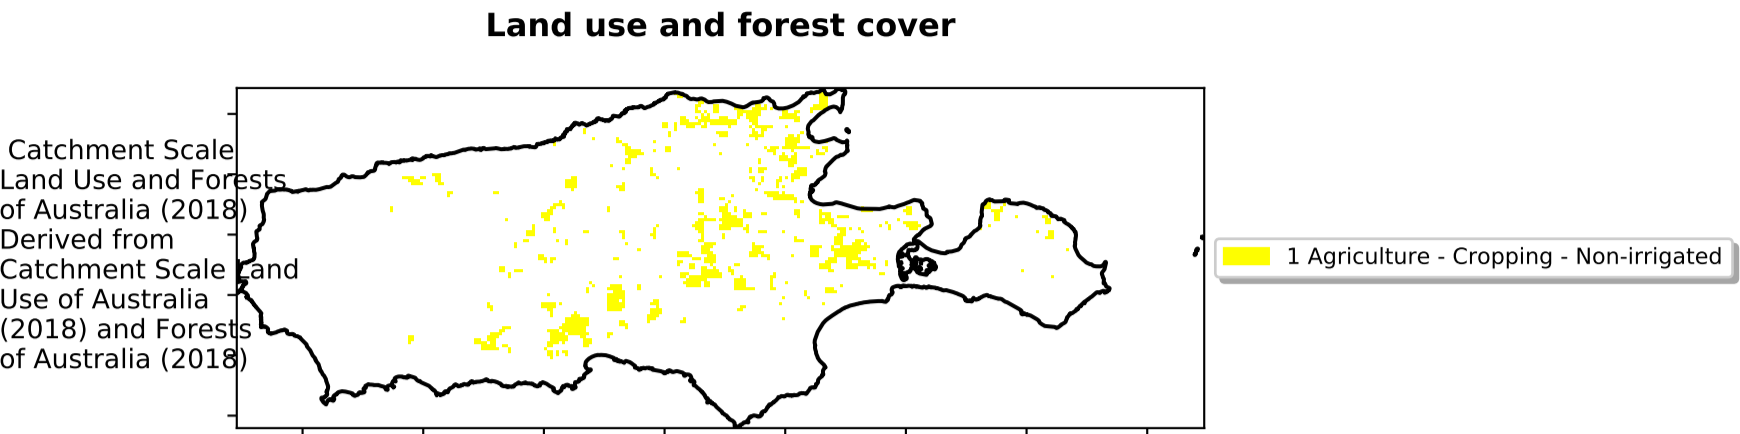 Land use and forest cover
Catchment Scale
Land Use and Forests
of Australia (2018)
Derived from
Catchment Scale Land
Use of Australia
(2018) and Forests
of Australia (2018)
1 Agriculture - Cropping - Non-irrigated